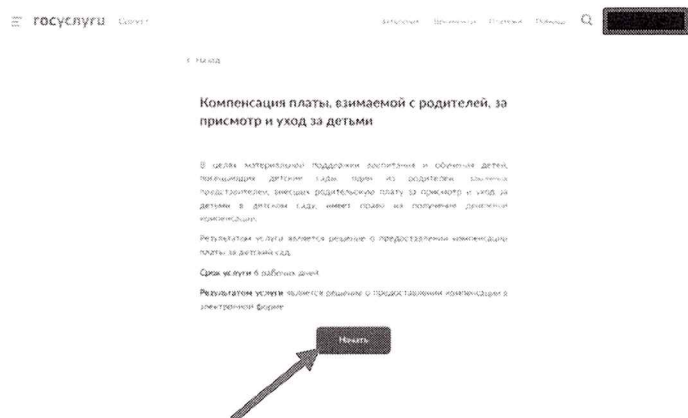 госуслуги
Назад
Компенсация платы, взимаемой с родителей, за
присмотр и уход за детьми
В целях материальной поддержки воспитания и обучения детей,
посещающих детские сады, один из родителей
представителей, внесших родительскую плату за присмотр и уход за
детьми в детском саду, имеет право на получение денежной
компенсации.
Результатом услуги является решение о предоставлении компенсации
платы за детский сад.
Срок услуги 6 рабочих дней
Результатом услуги является решение о предоставлении компенсации в
электронной форме
Начать